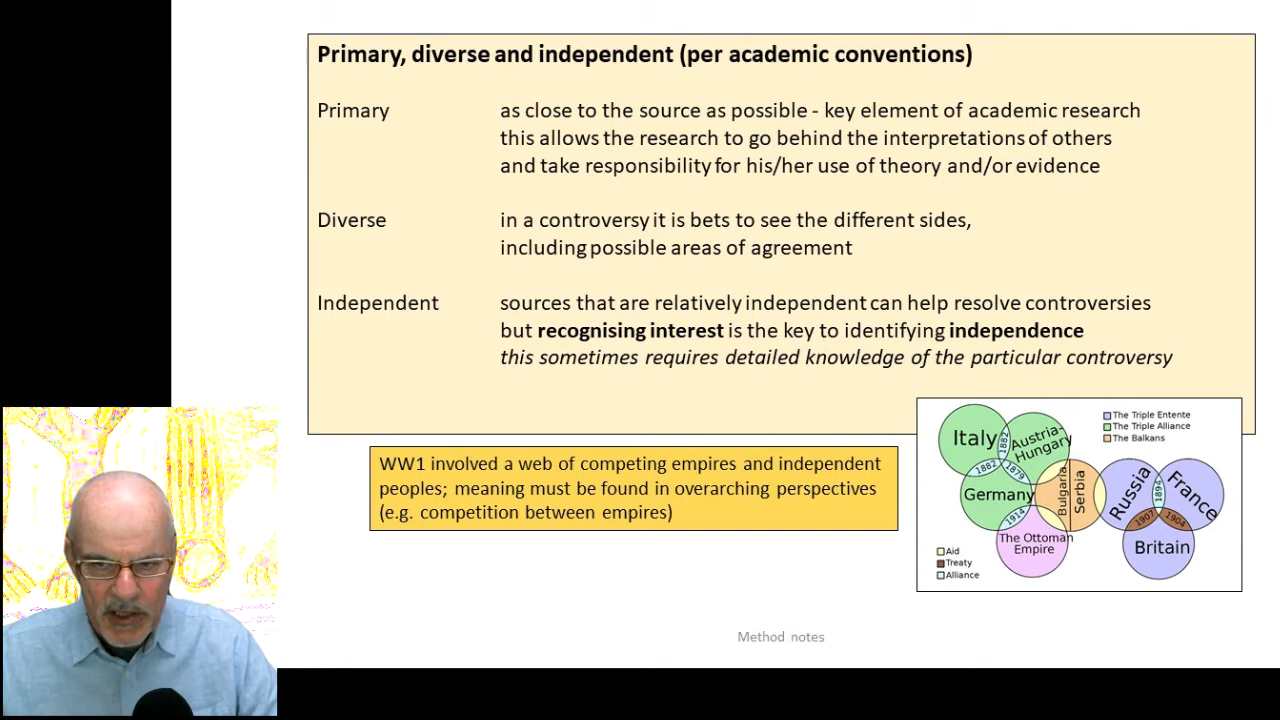 Primary, diverse and independent (per academic conventions)
Primary as close to the source as possible - key element of academic research
this allows the research to go behind the interpretations of others
and take responsibility for his/her use of theory and/or evidence
Diverse in a controversy it is bets to see the different sides,
including possible areas of agreement
Independent sources that are relatively independent can help resolve controversies
but recognising interest is the key to identifying independence
this sometimes requires detailed knowledge of the particular controversy
WW1 involved a web of competing empires and independent
peoples; meaning must be found in overarching perspectives
(e.g. competition between empires)
The Triple Entente
The Triple Alliance
The Balkans
Italy
1882
Austria-
Hungary
1882
1879
Germany
Bulgaria
Serbia
Russia
1894
France
1914
1907
1904
The Ottoman
Empire
Britain
Aid
Treaty
Alliance
Method notes